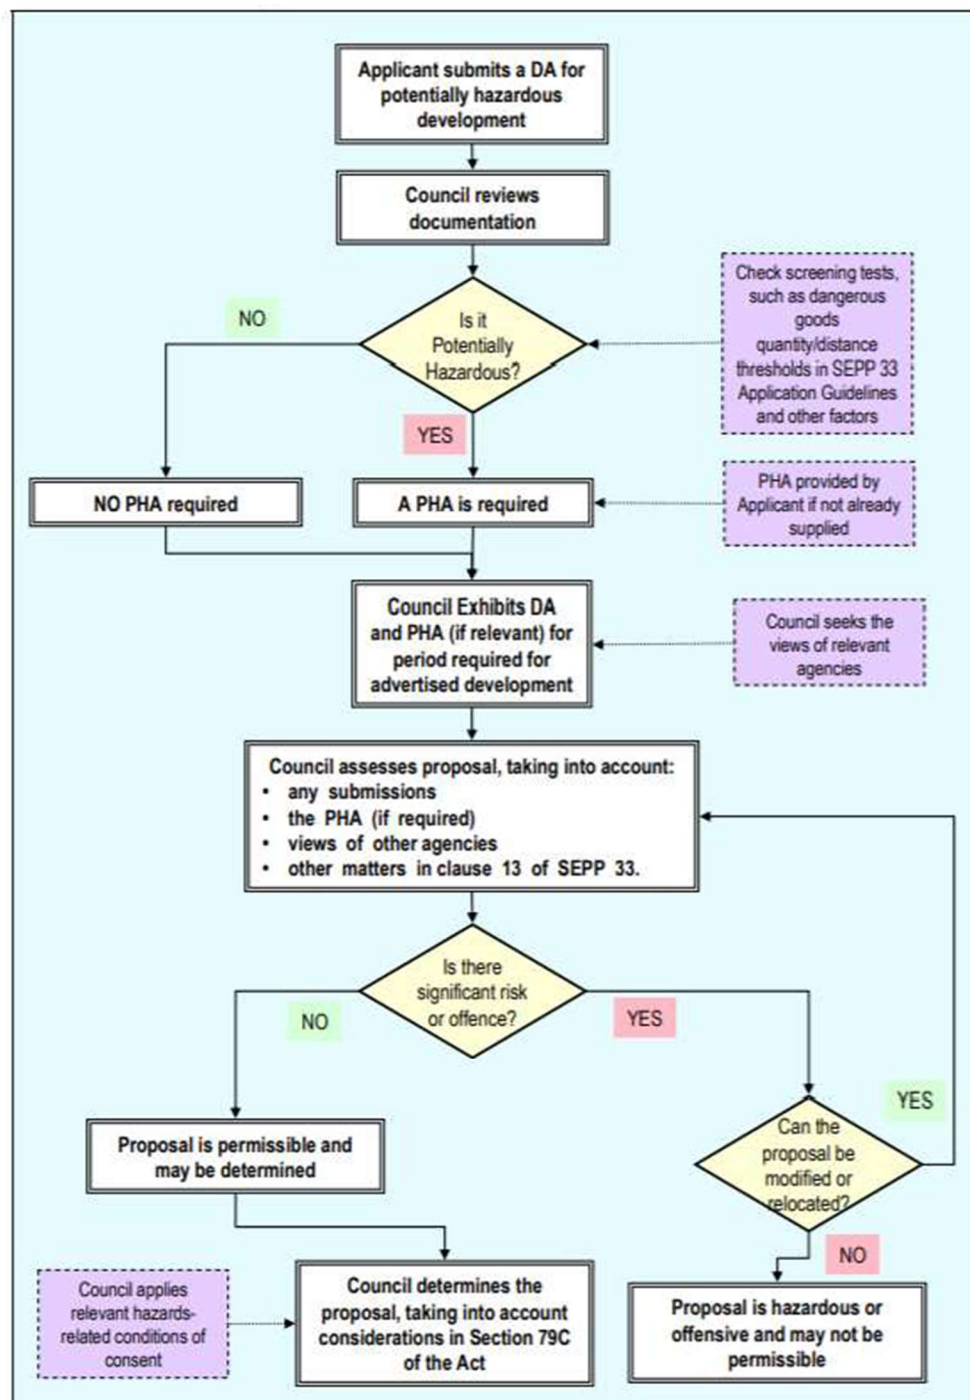 Applicant submits a DA for
potentially hazardous
development
Council reviews
documentation
Is it
Potentially
Hazardous?
NO
YES
Check screening tests,
such as dangerous
goods
quantity/distance
thresholds in SEPP 33
Application Guidelines
and other factors
NO PHA required
A PHA is required
PHA provided by
Applicant if not already
supplied
Council Exhibits DA
and PHA (if relevant) for
period required for
advertised development
Council seeks the
views of relevant
agencies
Council assesses proposal, taking into account:
• any submissions
• the PHA (if required)
• views of other agencies
• other matters in clause 13 of SEPP 33.
Is there
significant risk
or offence?
NO
YES
YES
Proposal is permissible and
may be determined
Can the
proposal be
modified or
relocated?
NO
Council applies
relevant hazards-
related conditions of
consent
Council determines the
proposal, taking into account
considerations in Section 79C
of the Act
Proposal is hazardous or
offensive and may not be
permissible